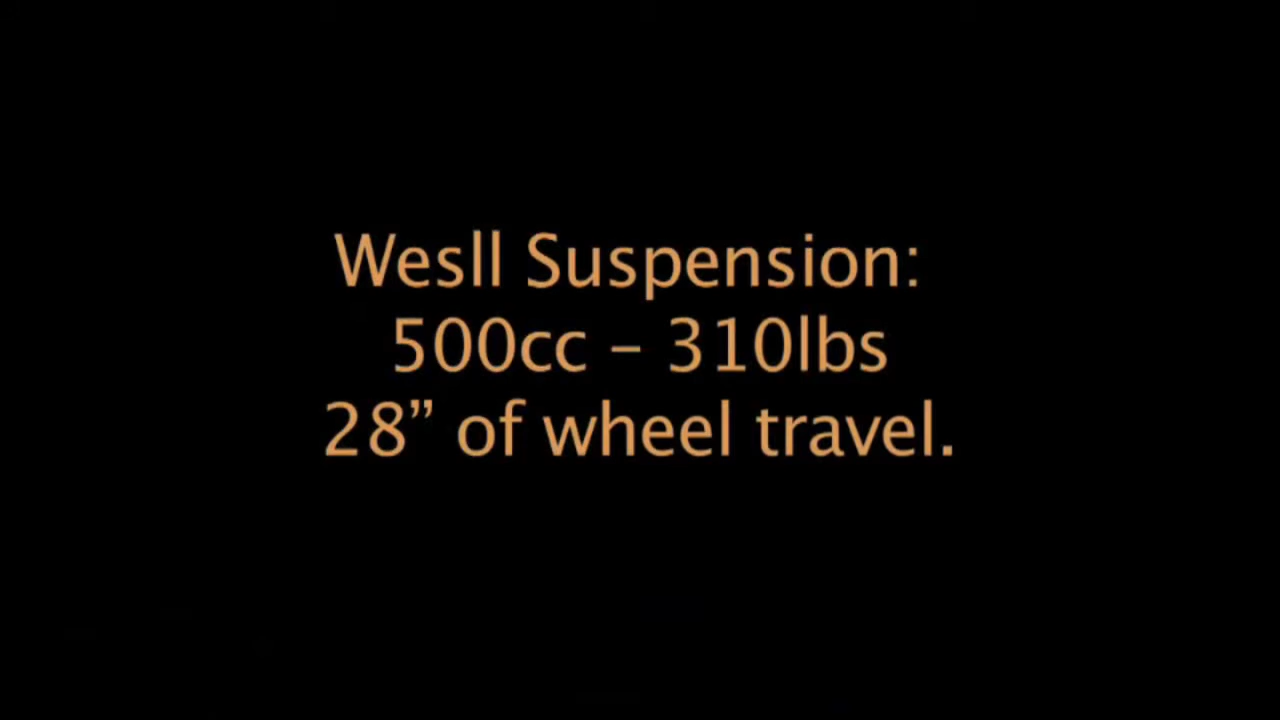 Wesll Suspension:
500cc – 310lbs
28” of wheel travel.